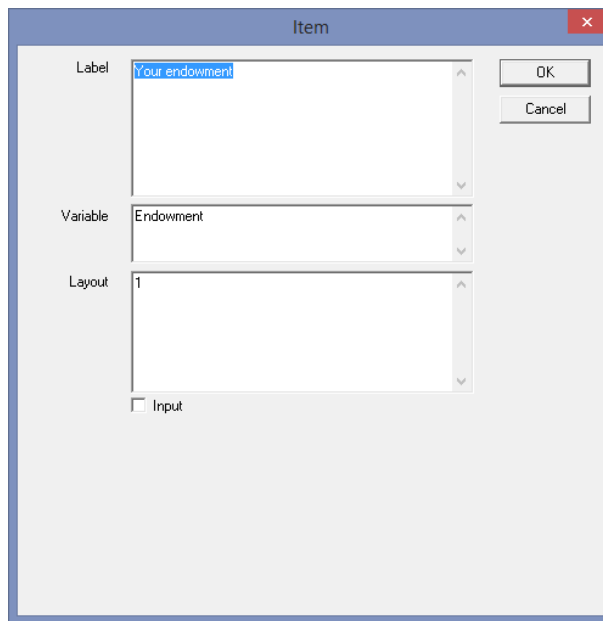 Item
Label
Your endowment
OK
Cancel
Variable
Endowment
Layout
1
Input